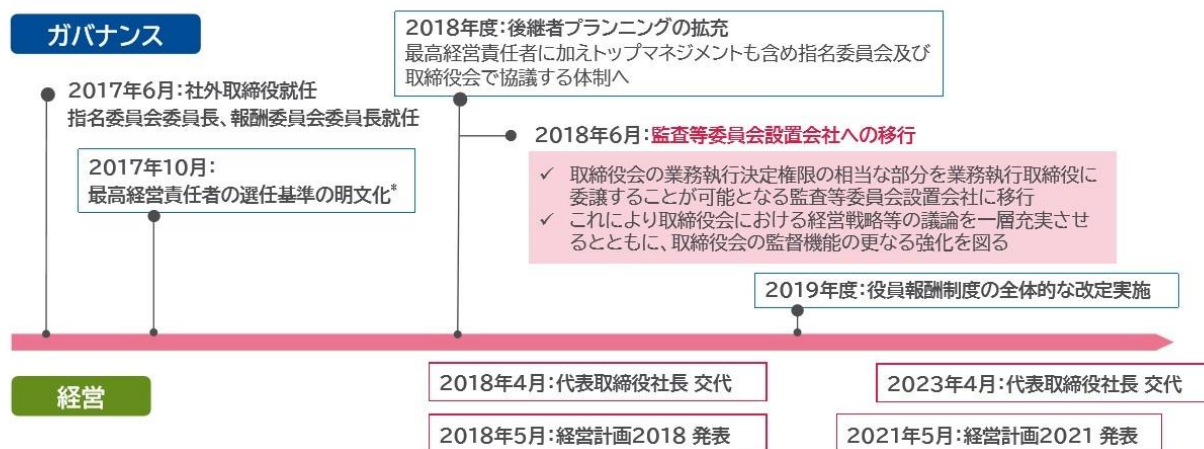 ガバナンス
2018年度:後継者プランニングの拡充
最高経営責任者に加えトップマネジメントも含め指名委員会及び
取締役会で協議する体制へ
2017年6月:社外取締役就任
指名委員会委員長、報酬委員会委員長就任
2018年6月:監査等委員会設置会社への移行
2017年10月:
最高経営責任者の選任基準の明文化*
✓ 取締役会の業務執行決定権限の相当な部分を業務執行取締役に
委譲することが可能となる監査等委員会設置会社に移行
✓ これにより取締役会における経営戦略等の議論を一層充実させ
るとともに、取締役会の監督機能の更なる強化を図る
2019年度:役員報酬制度の全体的な改定実施
経営
2018年4月:代表取締役社長 交代
2023年4月:代表取締役社長 交代
2018年5月:経営計画2018 発表
2021年5月:経営計画2021 発表